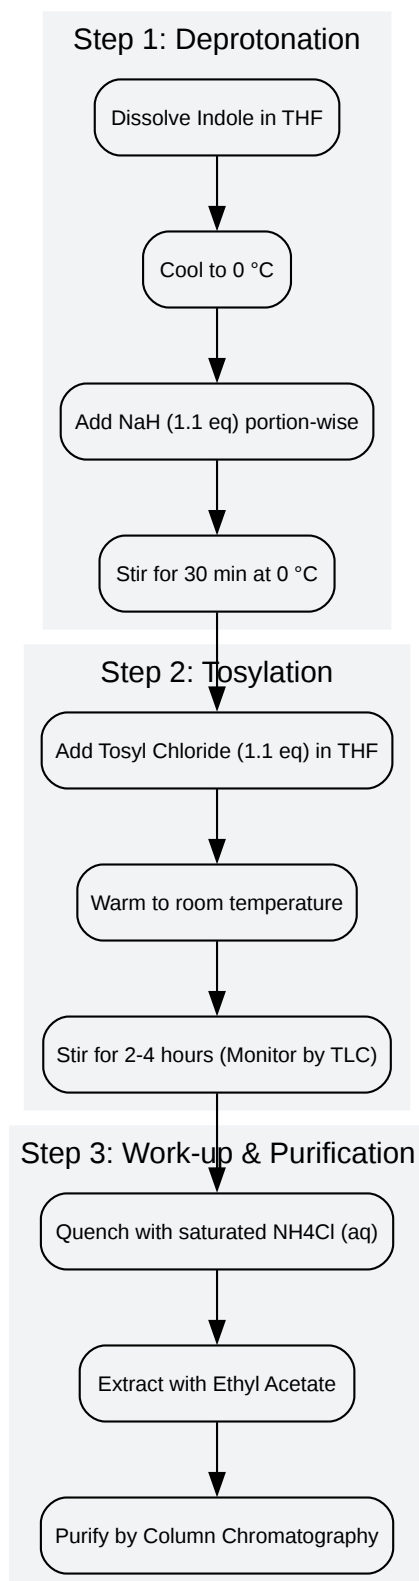 Step 1: Deprotonation
Dissolve Indole in THF
Cool to 0 °C
Add NaH (1.1 eq) portion-wise
Stir for 30 min at 0 °C
Step 2: Tosylation
Add Tosyl Chloride (1.1 eq) in THF
Warm to room temperature
Stir for 2-4 hours (Monitor by TLC)
Step 3: Work-up & Purification
Quench with saturated NH4Cl (aq)
Extract with Ethyl Acetate
Purify by Column Chromatography